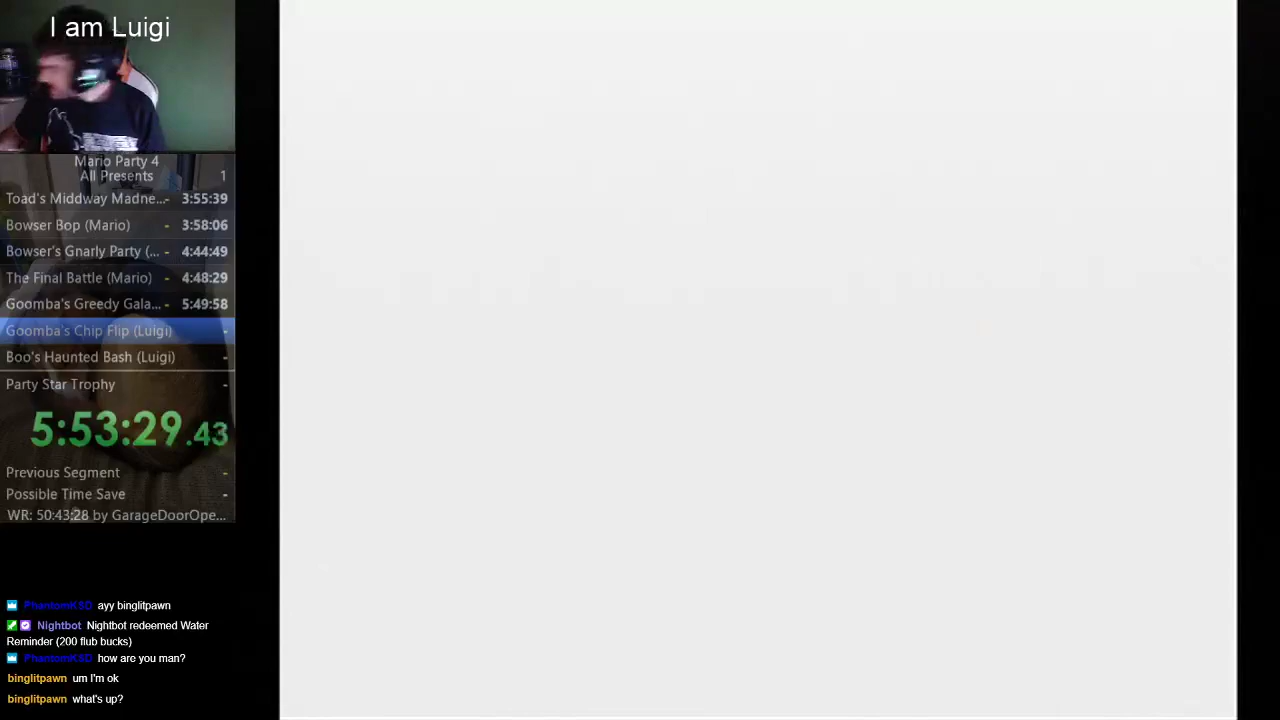 I am Luigi
Mario Party 4
All Presents 1
Toad's Middway Madne... - 3:55:39
Bowser Bop (Mario) - 3:58:06
Bowser's Gnarly Party (... - 4:44:49
The Final Battle (Mario) - 4:48:29
Goomba's Greedy Gala... - 5:49:58
Goomba's Chip Flip (Luigi) -
Boo's Haunted Bash (Luigi) -
Party Star Trophy -
5:53:29.43
Previous Segment -
Possible Time Save -
WR: 50:43:28 by GarageDoorOpe...
PhantomKSD ayy binglitpawn
Nightbot Nightbot redeemed Water
Reminder (200 flub bucks)
PhantomKSD how are you man?
binglitpawn um I'm ok
binglitpawn what's up?